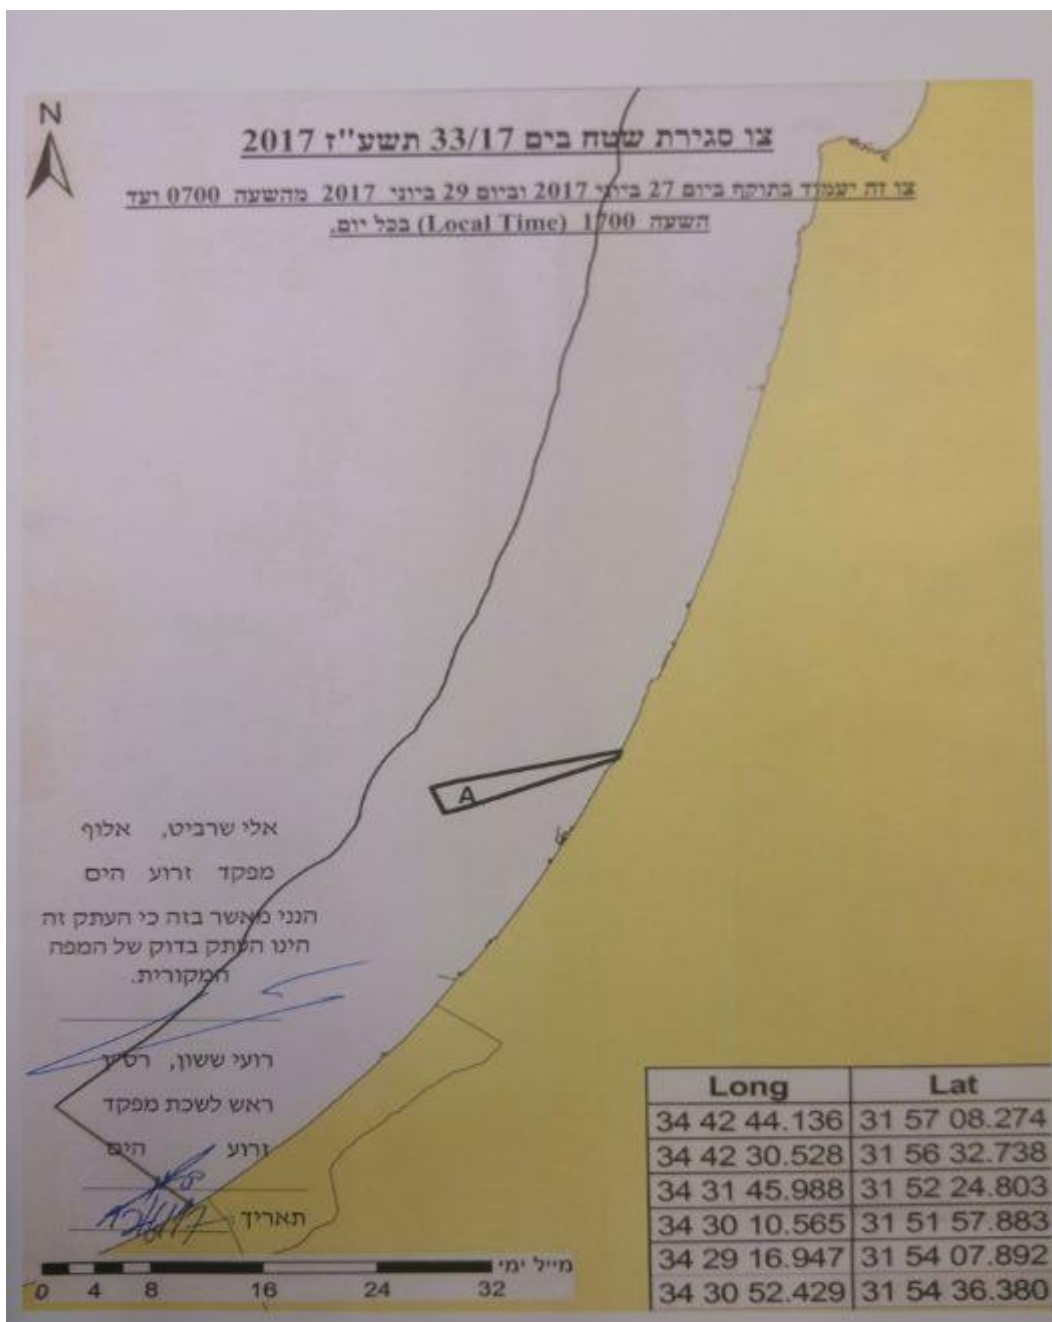 N
צו סגירת שטח בים 33/17 תשע"ז 2017
צו זה יעמוד בתוקף ביום 27 ביוני 2017 וביום 29 ביוני 2017 מהשעה 0700 ועד
השעה 1700 (Local Time) בכל יום.
A
אלי שרביט, אלוף
מפקד זרוע הים
הנני מאשר בזה כי העתק זה
הינו העתק בדוק של המפה
המקורית.
רועי ששון, רס"ן
ראש לשכת מפקד
זרוע הים
תאריך:
Long Lat
34 42 44.136 31 57 08.274
34 42 30.528 31 56 32.738
34 31 45.988 31 52 24.803
34 30 10.565 31 51 57.883
34 29 16.947 31 54 07.892
34 30 52.429 31 54 36.380
מייל ימי
0 4 8 16 24 32